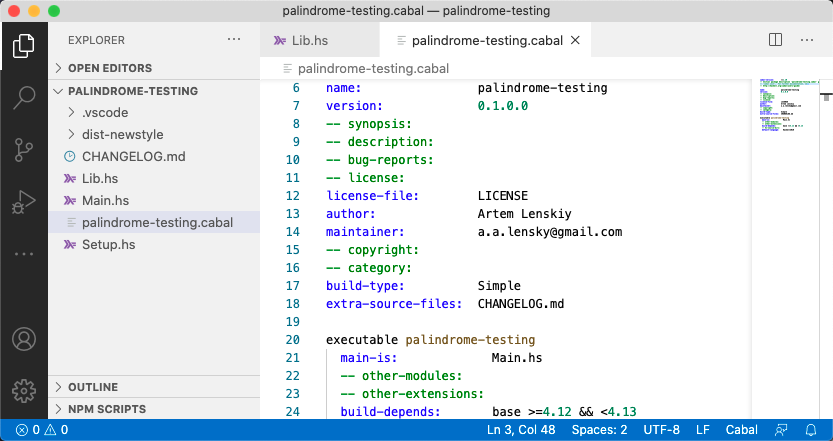 palindrome-testing.cabal — palindrome-testing
EXPLORER
OPEN EDITORS
PALINDROME-TESTING
.vscode
dist-newstyle
CHANGELOG.md
Lib.hs
Main.hs
palindrome-testing.cabal
Setup.hs
OUTLINE
NPM SCRIPTS
Lib.hs
palindrome-testing.cabal
palindrome-testing.cabal
6 name: palindrome-testing
7 version: 0.1.0.0
8 -- synopsis:
9 -- description:
10 -- bug-reports:
11 -- license:
12 license-file: LICENSE
13 author: Artem Lenskiy
14 maintainer: a.a.lensky@gmail.com
15 -- copyright:
16 -- category:
17 build-type: Simple
18 extra-source-files: CHANGELOG.md
19
20 executable palindrome-testing
21 main-is: Main.hs
22 -- other-modules:
23 -- other-extensions:
24 build-depends: base >=4.12 && <4.13
0 0 Ln 3, Col 48 Spaces: 2 UTF-8 LF Cabal